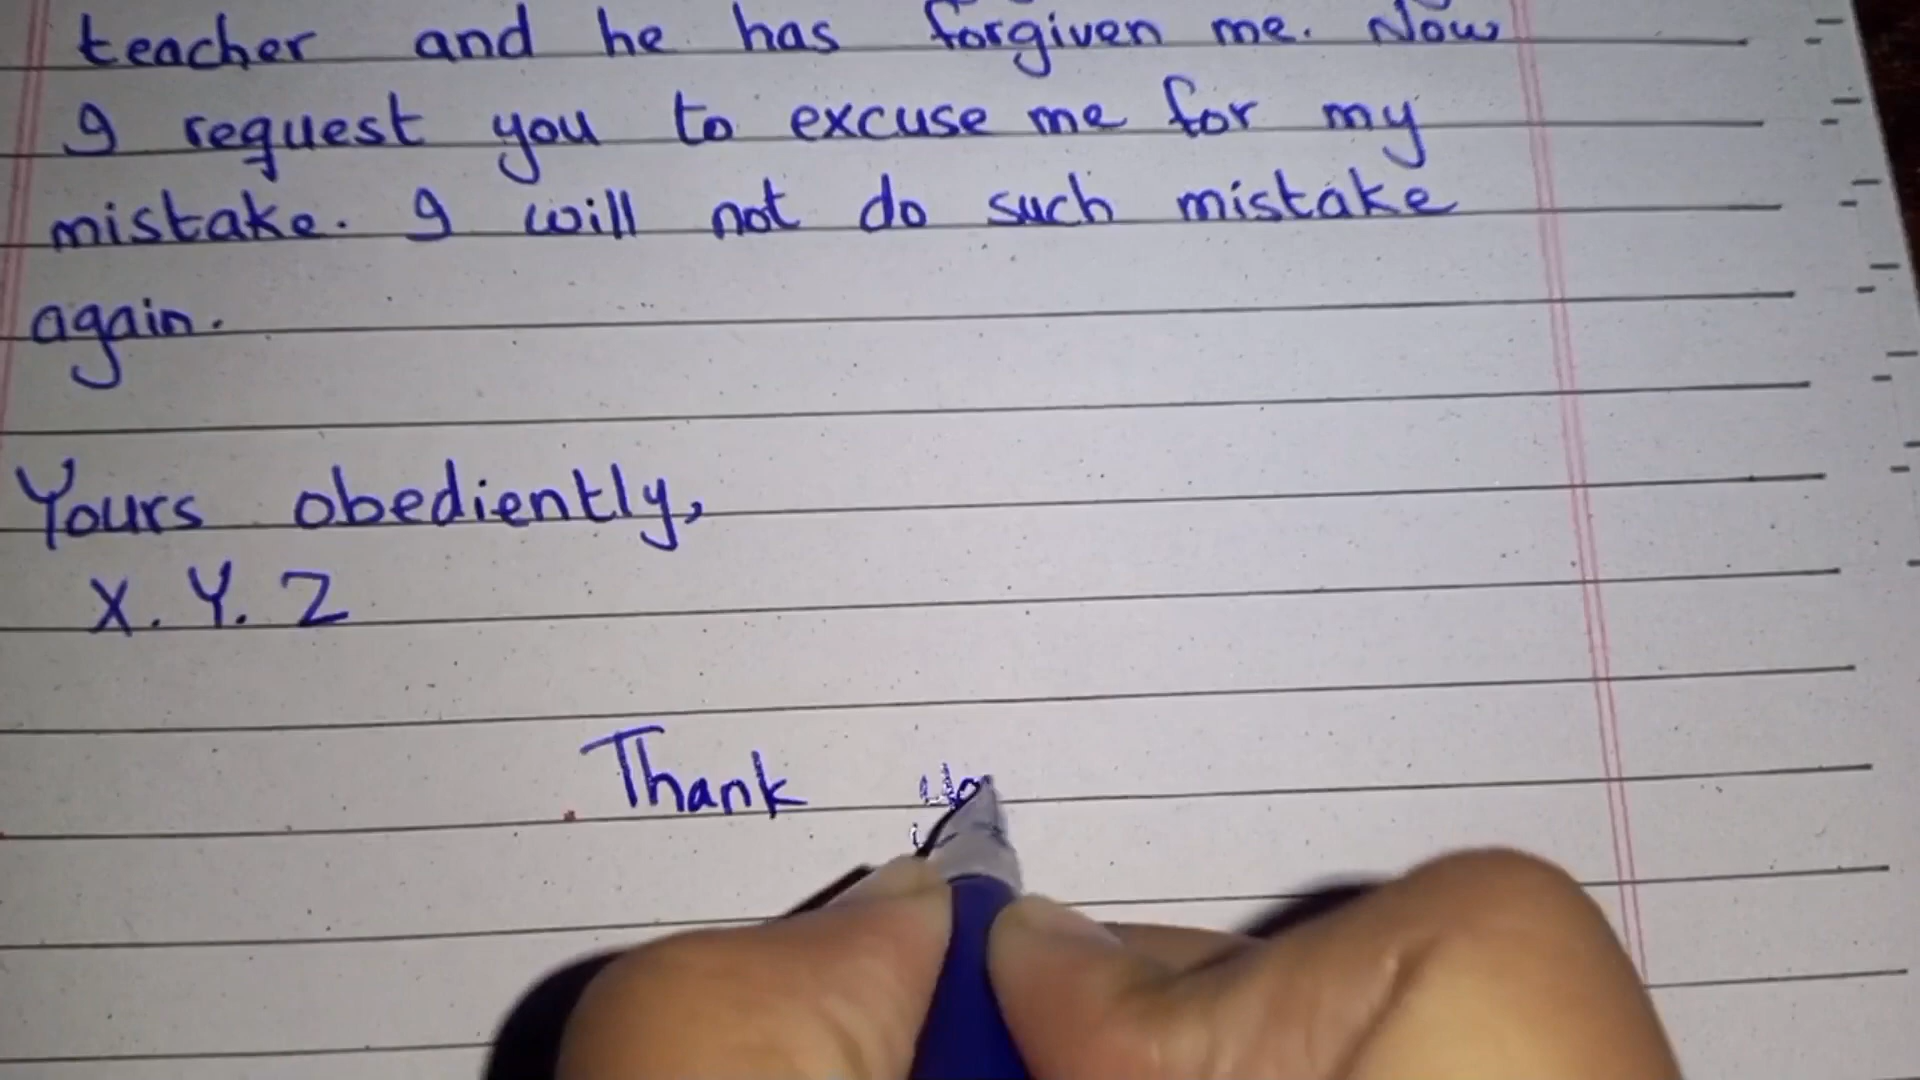 teacher and he has forgiven me. Now
I request you to excuse me for my
mistake. I will not do such mistake
again.
Yours obediently,
X. Y. Z
Thank yo